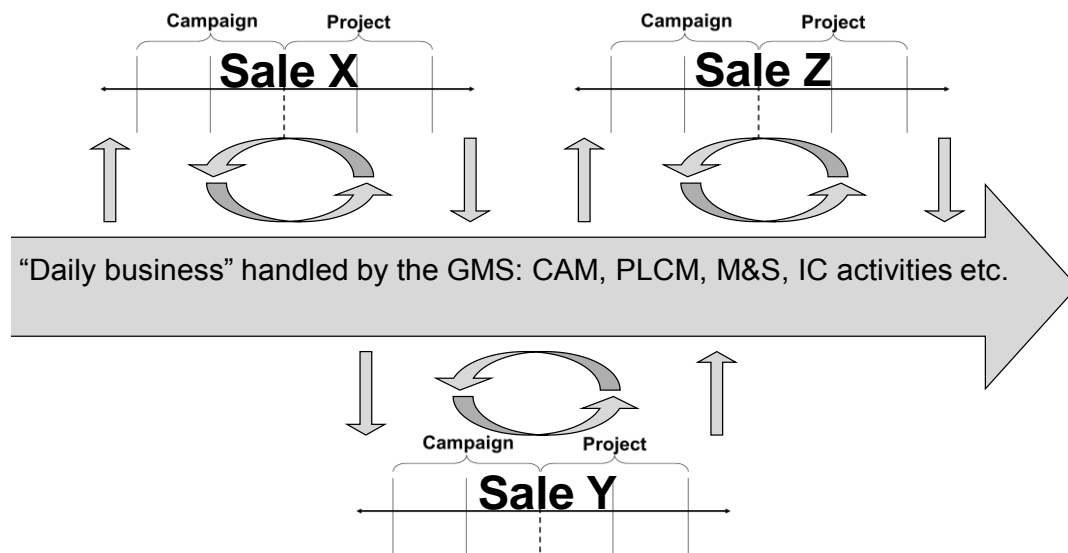 Campaign Project
Sale X
Campaign Project
Sale Z
“Daily business” handled by the GMS: CAM, PLCM, M&S, IC activities etc.
Campaign Project
Sale Y